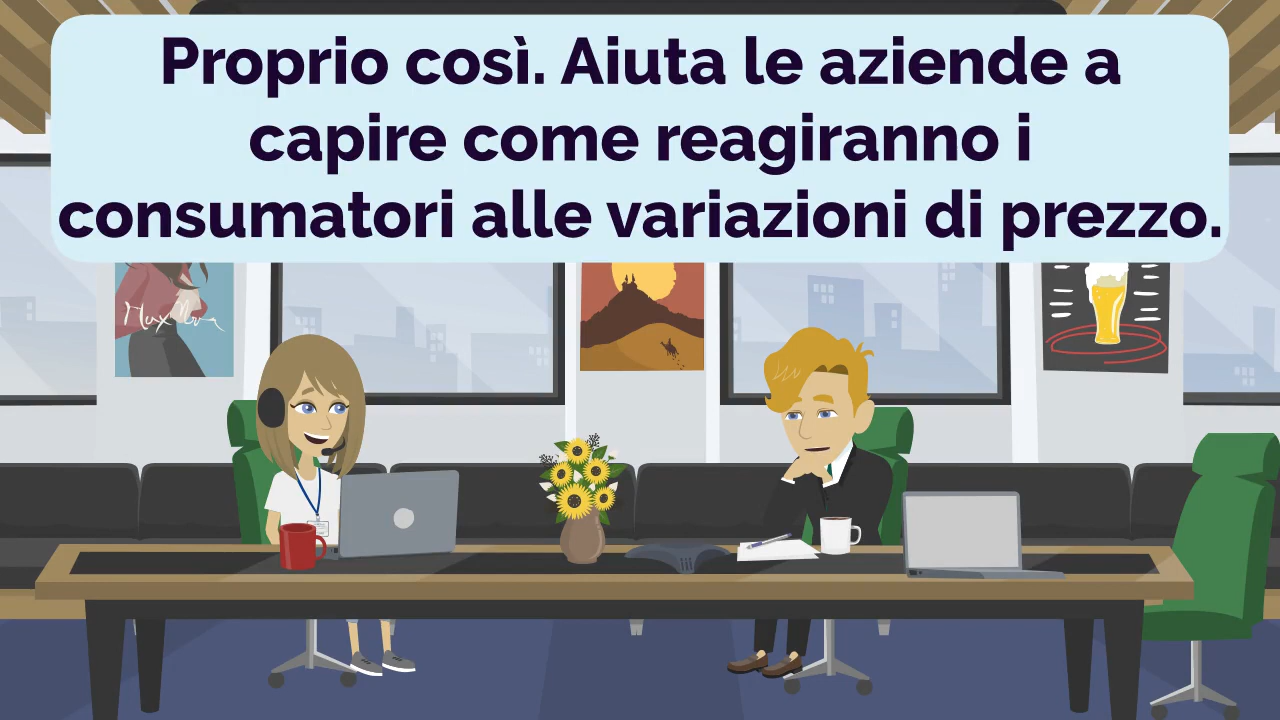 Proprio così. Aiuta le aziende a
capire come reagiranno i
consumatori alle variazioni di prezzo.